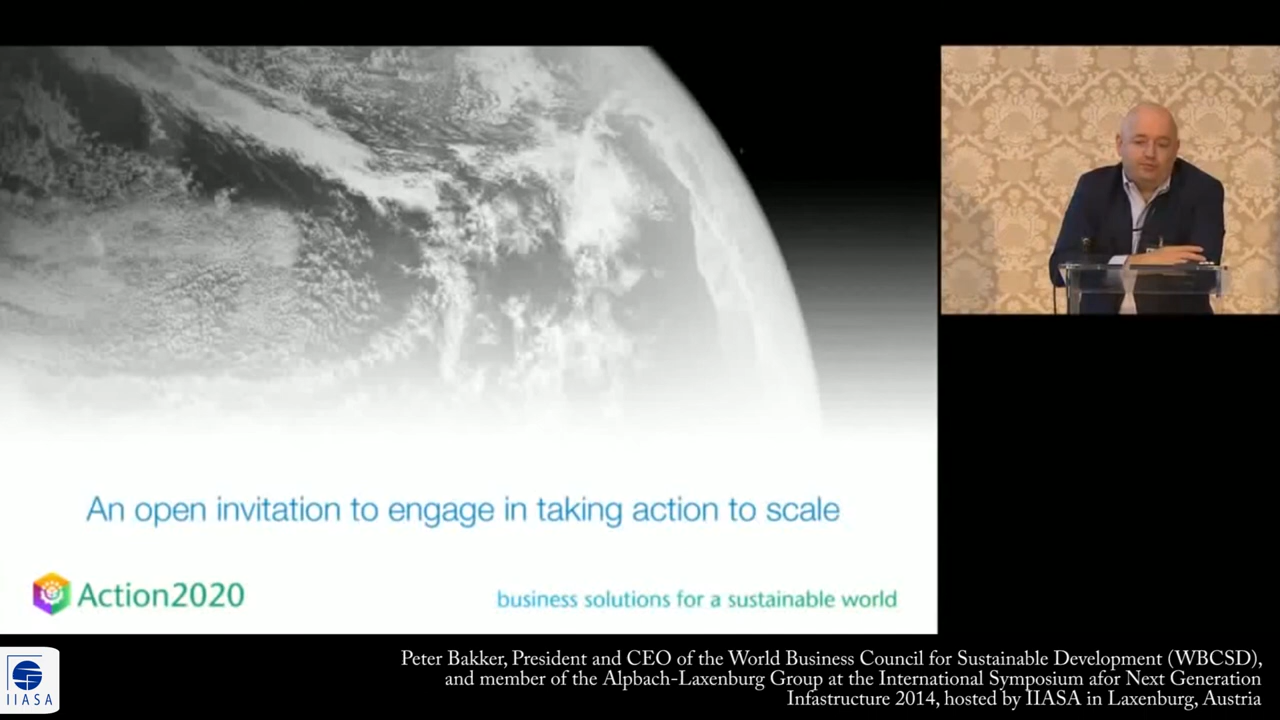 An open invitation to engage in taking action to scale
Action2020
business solutions for a sustainable world
Peter Bakker, President and CEO of the World Business Council for Sustainable Development (WBCSD),
and member of the Alpbach-Laxenburg Group at the International Symposium afor Next Generation
Infastructure 2014, hosted by IIASA in Laxenburg, Austria
IIASA